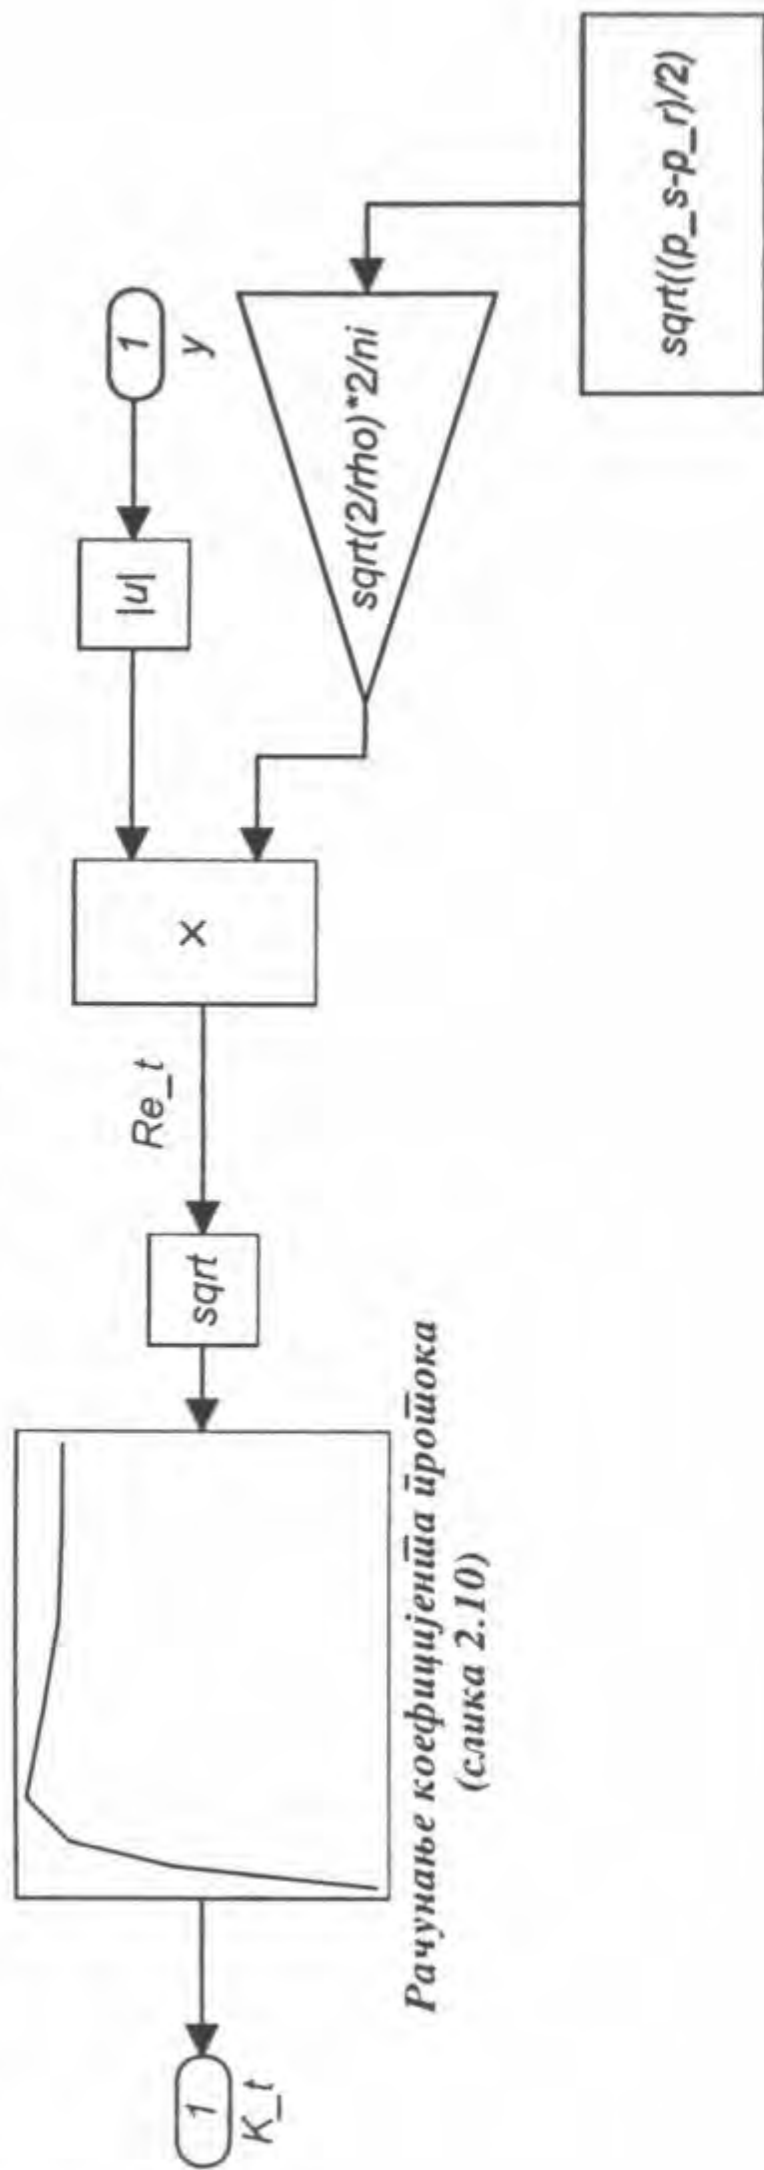 1
y
|u|
sqrt((p_s-p_r)/2)
sqrt(2/rho)*2/ni
×
Re_t
sqrt
Рачунање коефицијента протока
(слика 2.10)
1
K_t